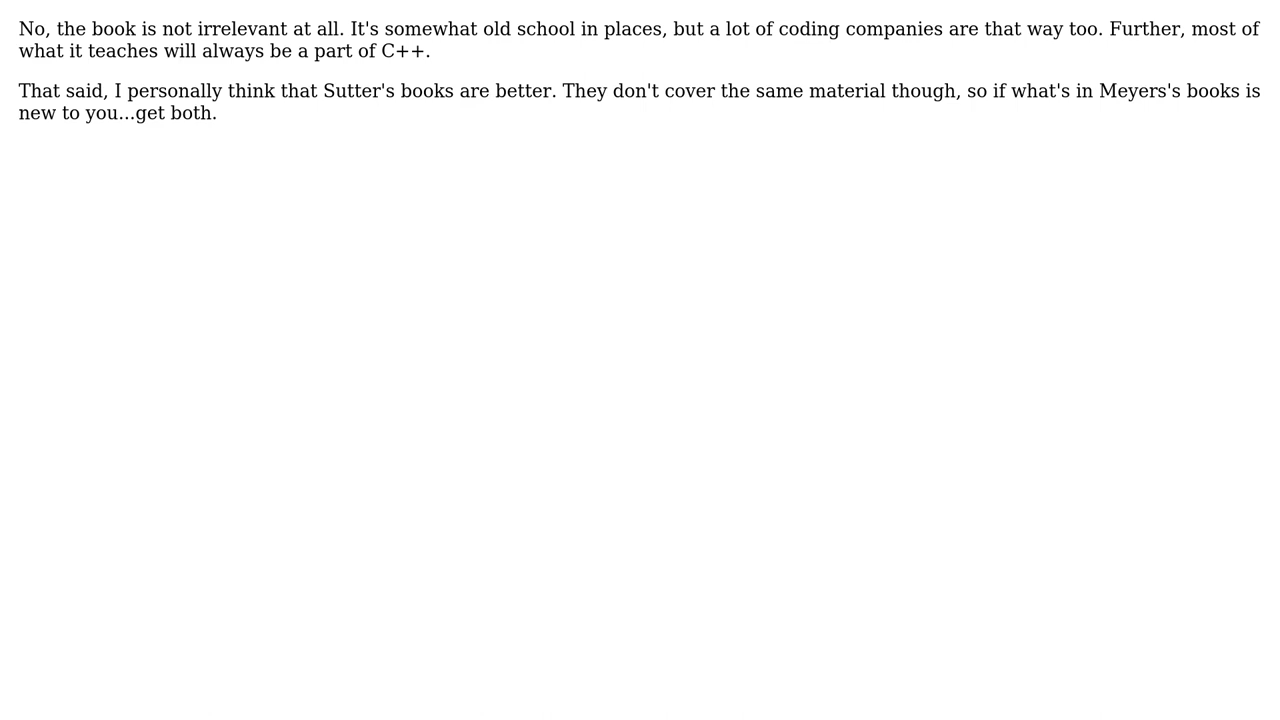 No, the book is not irrelevant at all. It's somewhat old school in places, but a lot of coding companies are that way too. Further, most of
what it teaches will always be a part of C++.
That said, I personally think that Sutter's books are better. They don't cover the same material though, so if what's in Meyers's books is
new to you...get both.